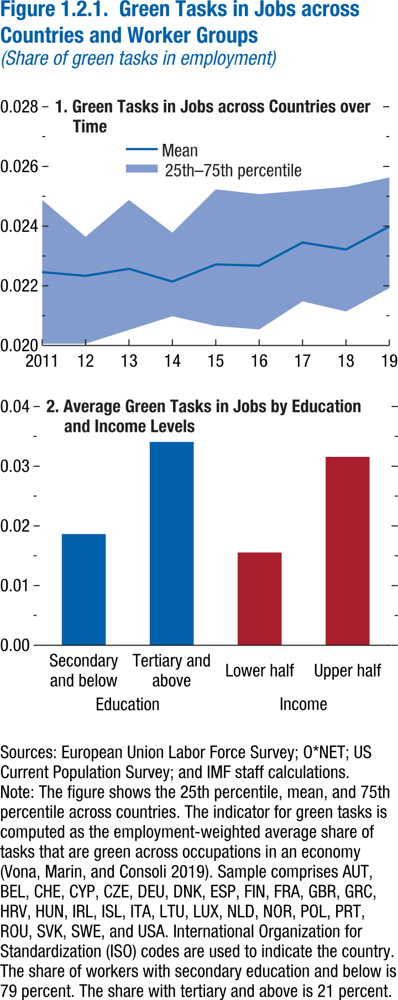 Figure 1.2.1. Green Tasks in Jobs across
Countries and Worker Groups
(Share of green tasks in employment)
0.028
1. Green Tasks in Jobs across Countries over
Time
Mean
0.026
25th–75th percentile
0.024
0.022
0.020
2011 12 13 14 15 16 17 18 19
0.04
2. Average Green Tasks in Jobs by Education
and Income Levels
0.03
0.02
0.01
0.00
Secondary
and below
Tertiary and
above
Lower half
Upper half
Education
Income
Sources: European Union Labor Force Survey; O*NET; US
Current Population Survey; and IMF staff calculations.
Note: The figure shows the 25th percentile, mean, and 75th
percentile across countries. The indicator for green tasks is
computed as the employment-weighted average share of
tasks that are green across occupations in an economy
(Vona, Marin, and Consoli 2019). Sample comprises AUT,
BEL, CHE, CYP, CZE, DEU, DNK, ESP, FIN, FRA, GBR, GRC,
HRV, HUN, IRL, ISL, ITA, LTU, LUX, NLD, NOR, POL, PRT,
ROU, SVK, SWE, and USA. International Organization for
Standardization (ISO) codes are used to indicate the country.
The share of workers with secondary education and below is
79 percent. The share with tertiary and above is 21 percent.